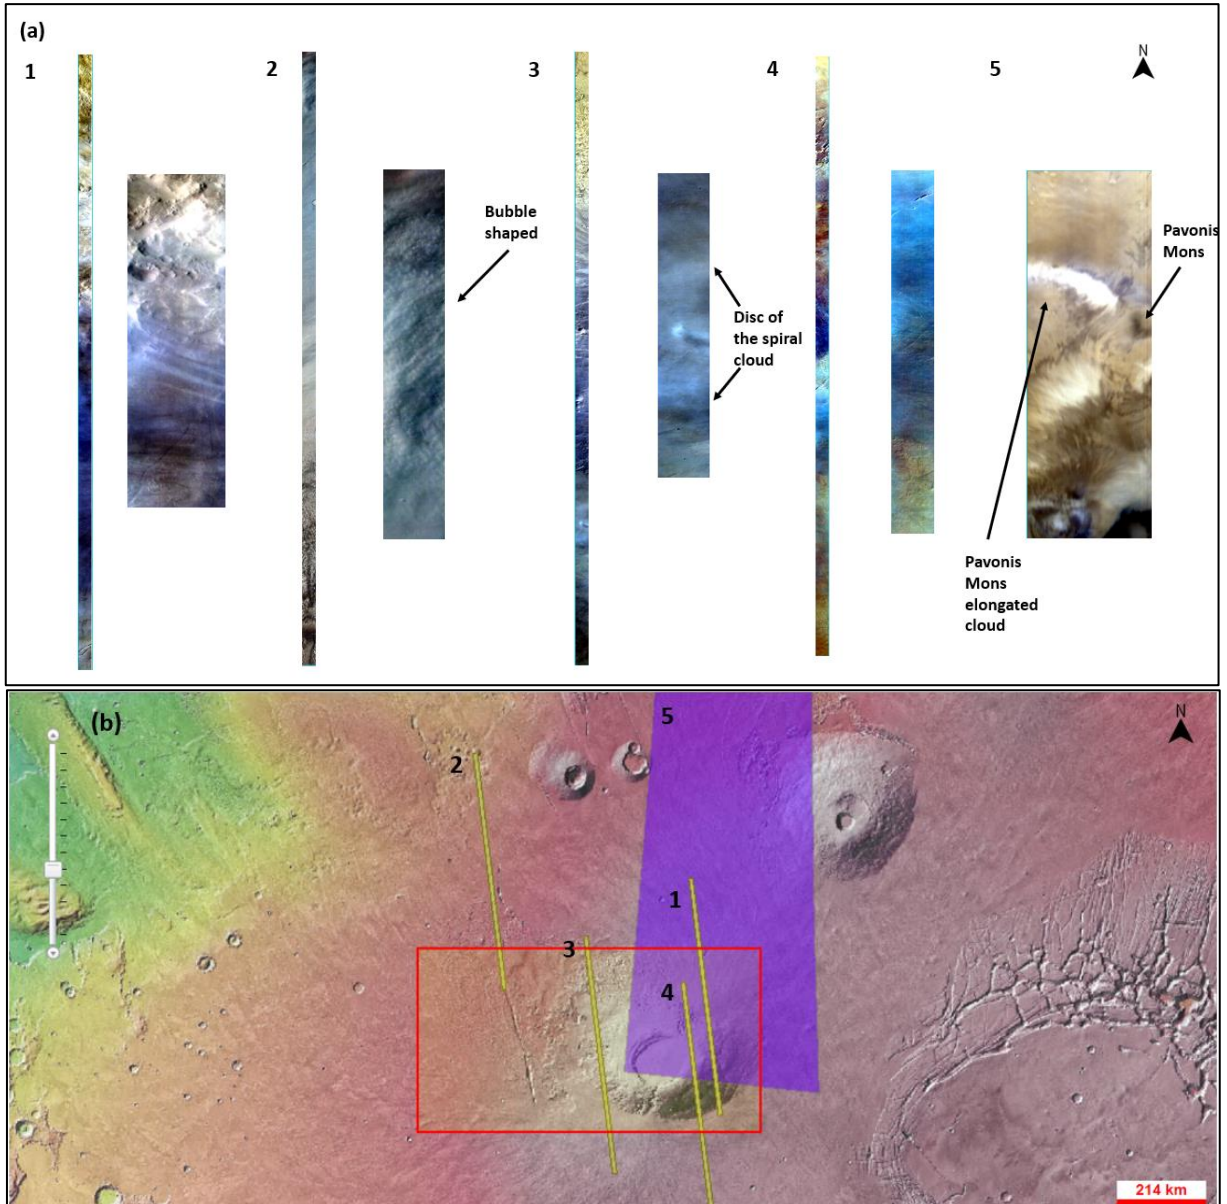 (a)
1
2
3
4
5
N
Bubble
shaped
Disc of
the spiral
cloud
Pavonis
Mons
Pavonis
Mons
elongated
cloud
(b)
5
N
2
1
3
4
214 km